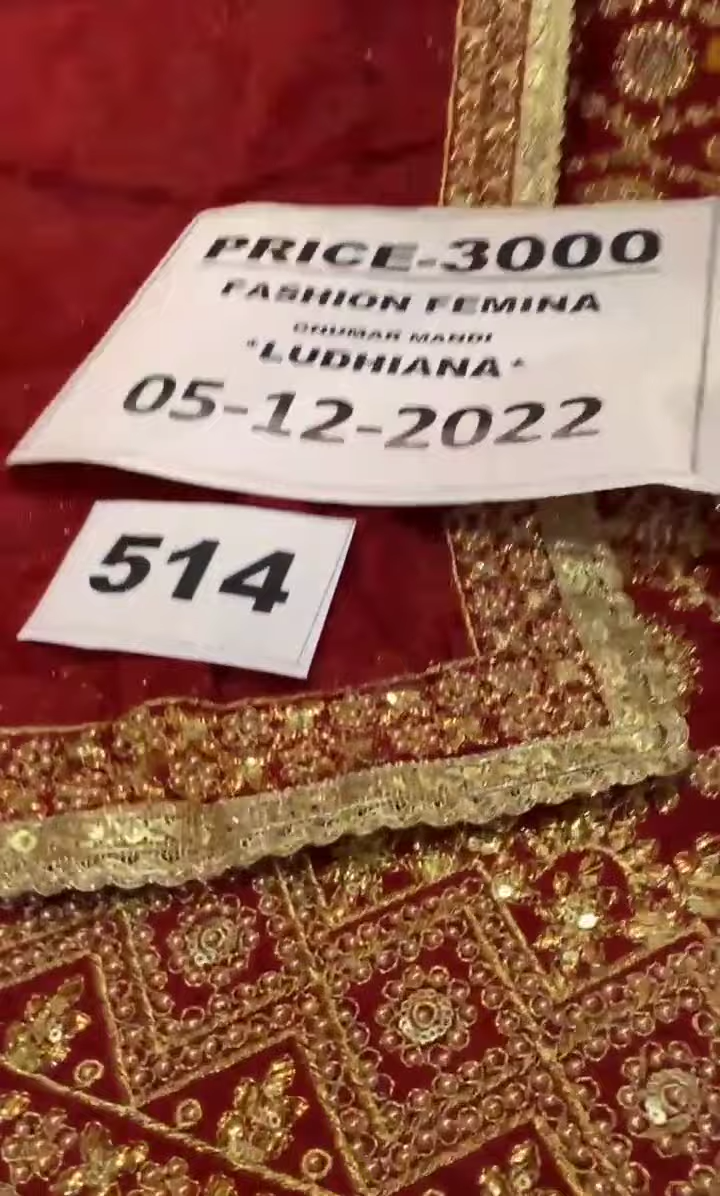 PRICE-3000
FASHION FEMINA
GHUMAR MANDI
*LUDHIANA*
05-12-2022
514